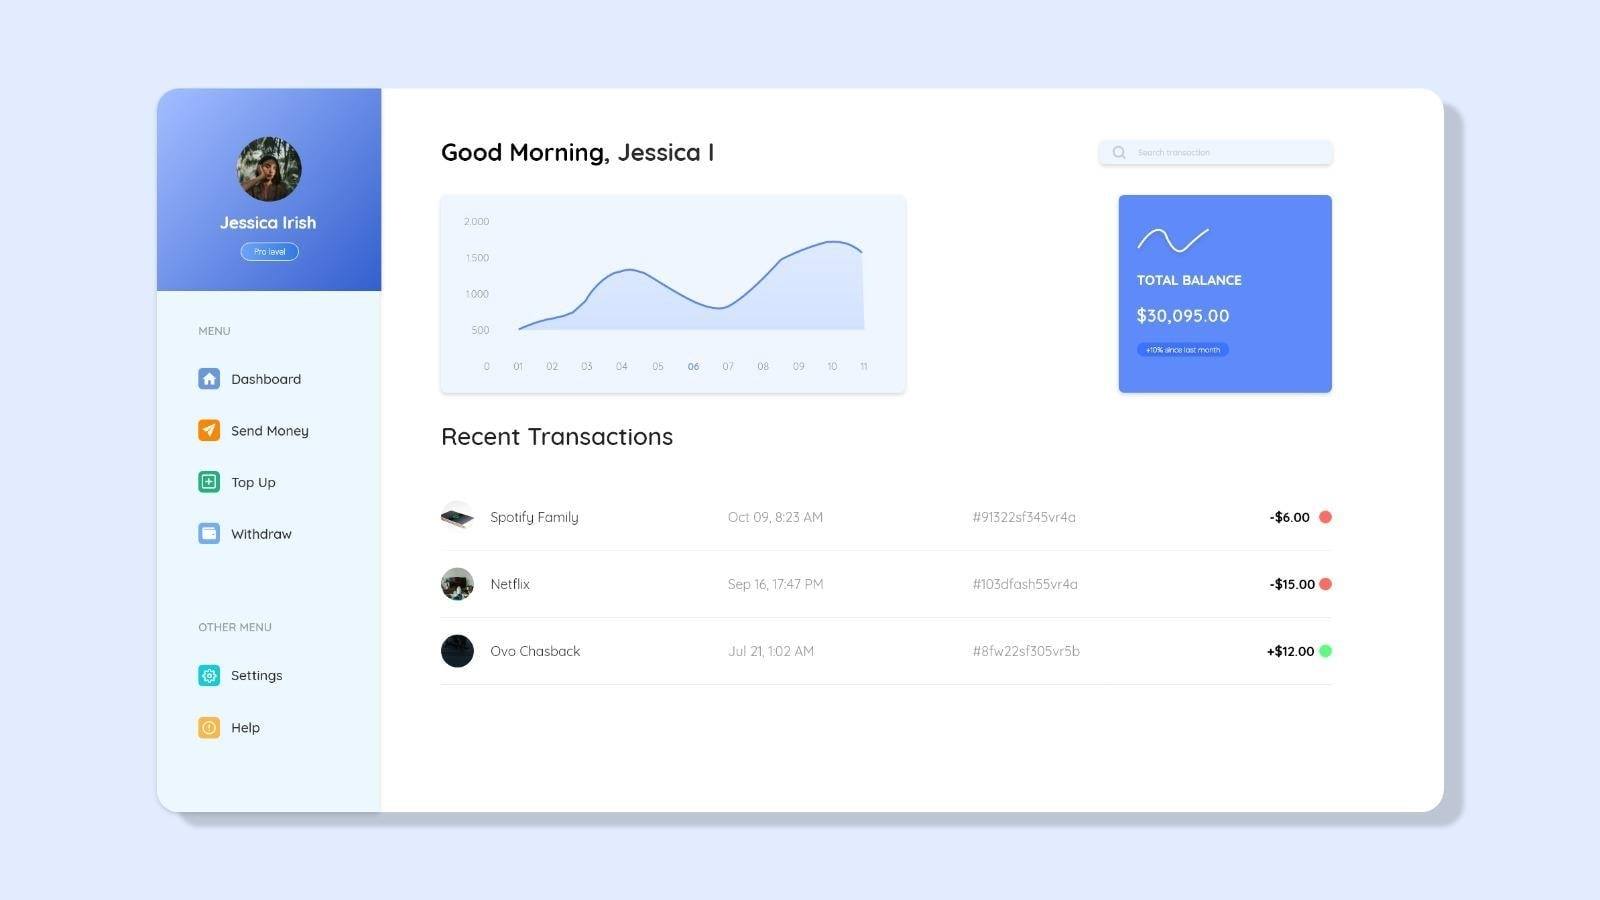 Jessica Irish
Pro level
MENU
Dashboard
Send Money
Top Up
Withdraw
OTHER MENU
Settings
Help
Good Morning, Jessica I
Search transaction
2.000
1.500
1.000
500
0 01 02 03 04 05 06 07 08 09 10 11
TOTAL BALANCE
$30,095.00
+10% since last month
Recent Transactions
Spotify Family Oct 09, 8:23 AM #91322sf345vr4a -$6.00
Netflix Sep 16, 17:47 PM #103dfash55vr4a -$15.00
Ovo Chasback Jul 21, 1:02 AM #8fw22sf305vr5b +$12.00